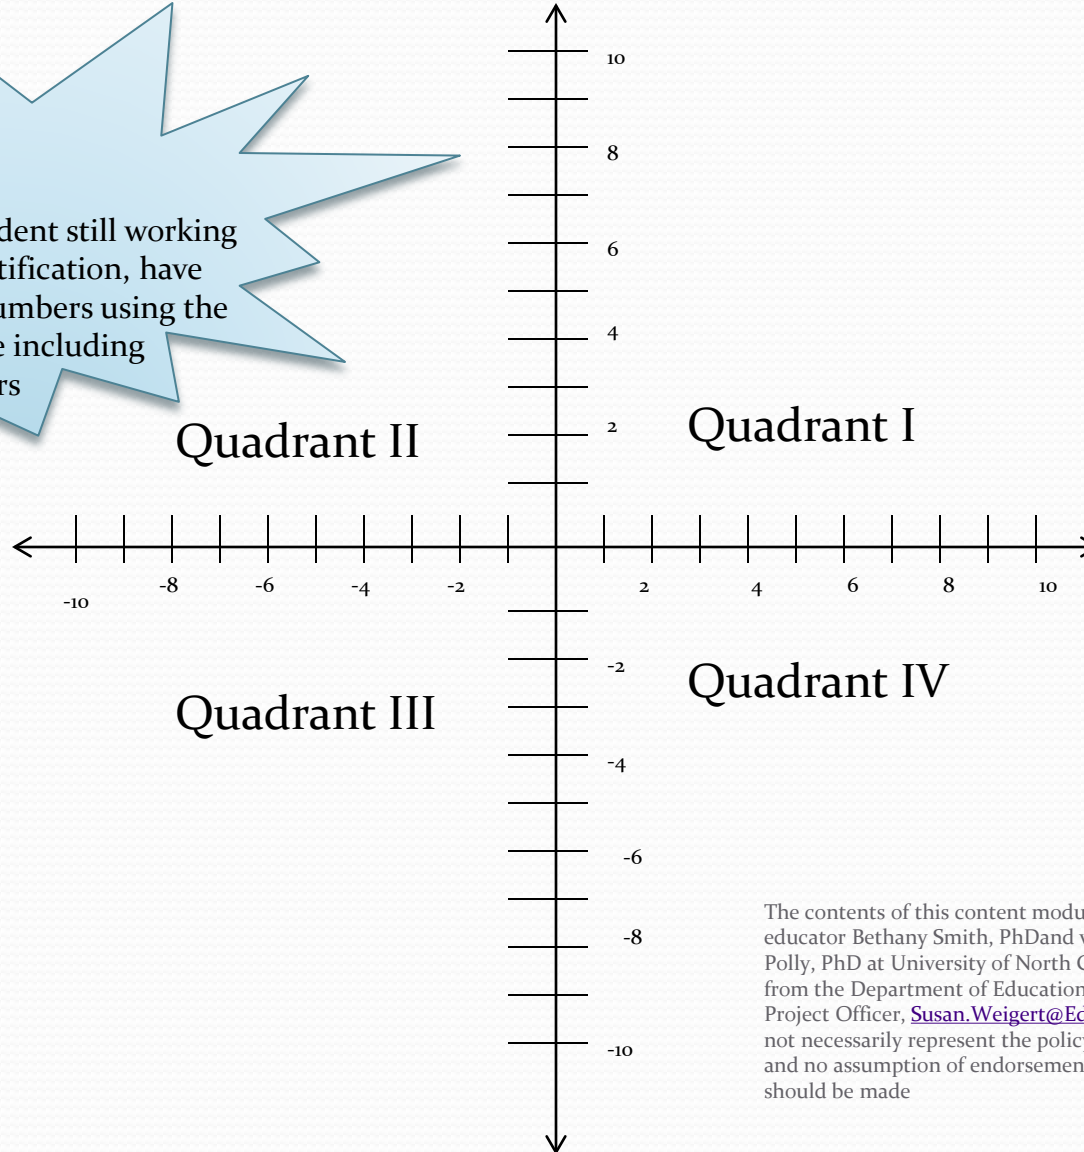 10
8
dent still working
tification, have
umbers using the
e including
rs
6
4
2
Quadrant II
Quadrant I
-10 -8 -6 -4 -2 2 4 6 8 10
-2
Quadrant III
Quadrant IV
-4
-6
-8
-10
The contents of this content modu
educator Bethany Smith, PhDand v
Polly, PhD at University of North C
from the Department of Education
Project Officer, Susan.Weigert@Ed
not necessarily represent the policy
and no assumption of endorsemen
should be made